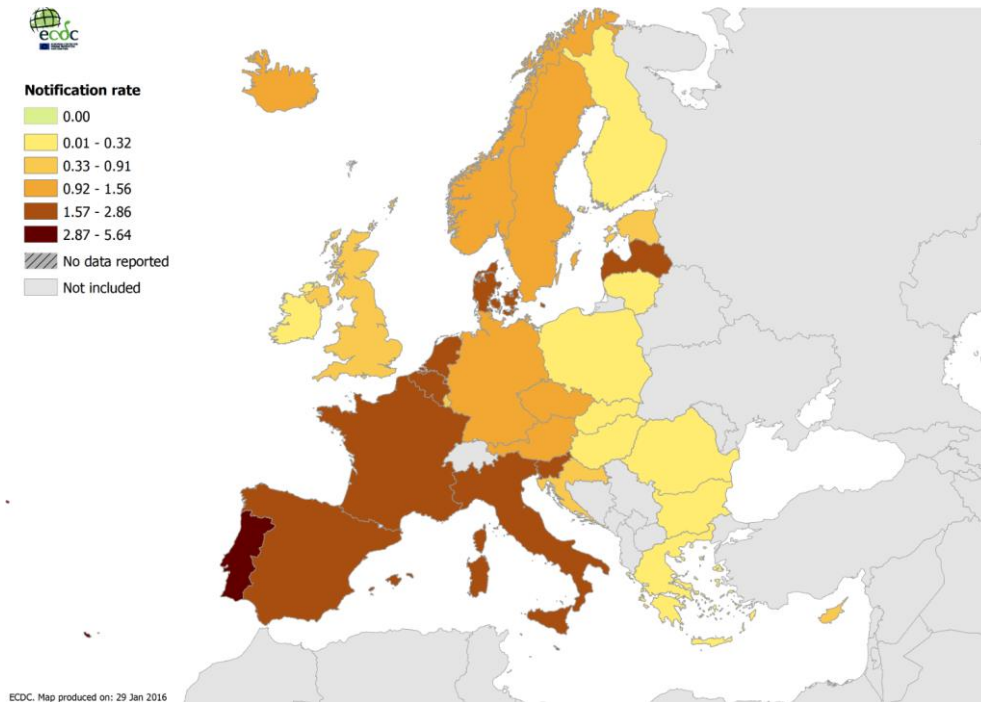 ecdc
Notification rate
0.00
0.01 - 0.32
0.33 - 0.91
0.92 - 1.56
1.57 - 2.86
2.87 - 5.64
No data reported
Not included
ECDC. Map produced on: 29 Jan 2016